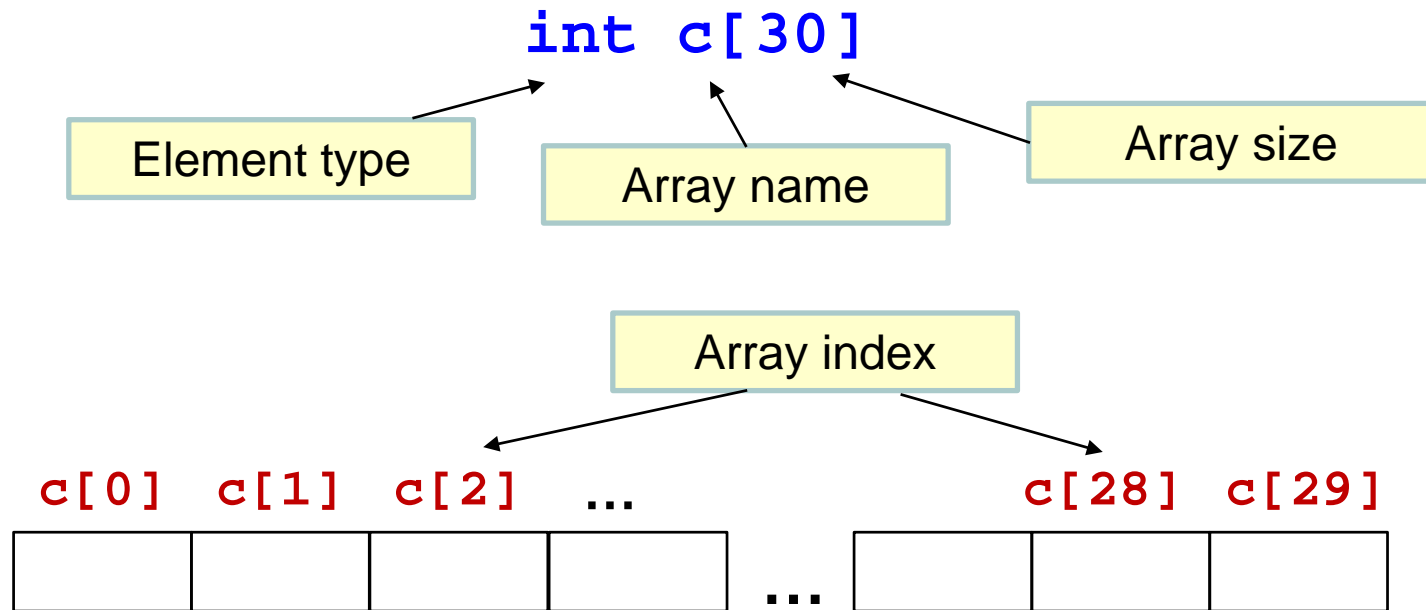 int c[30]
Element type
Array name
Array size
Array index
c[0] c[1] c[2] ... c[28] c[29]
...